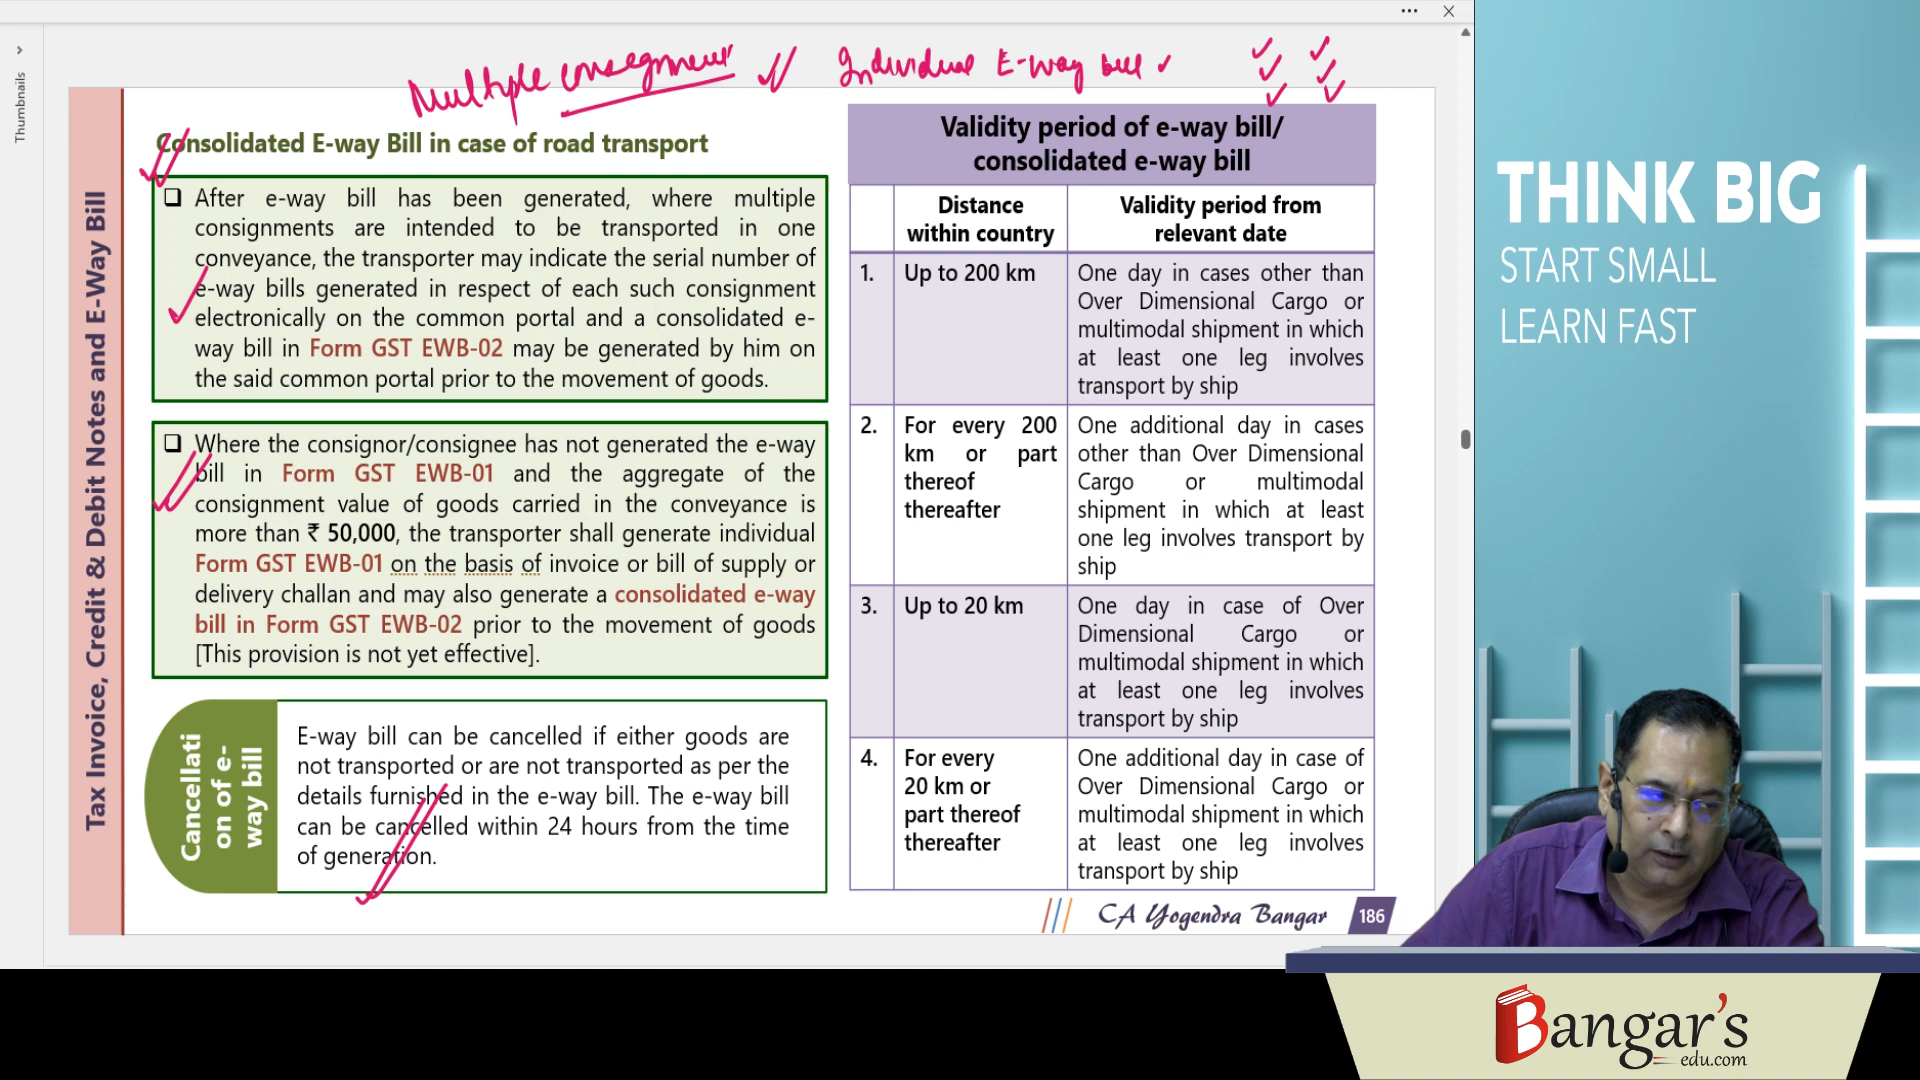 Thumbnails
Multiple consegment Individual E-way bill
Tax Invoice, Credit & Debit Notes and E-Way Bill
Consolidated E-way Bill in case of road transport
❑ After e-way bill has been generated, where multiple
consignments are intended to be transported in one
conveyance, the transporter may indicate the serial number of
e-way bills generated in respect of each such consignment
electronically on the common portal and a consolidated e-
way bill in Form GST EWB-02 may be generated by him on
the said common portal prior to the movement of goods.
❑ Where the consignor/consignee has not generated the e-way
bill in Form GST EWB-01 and the aggregate of the
consignment value of goods carried in the conveyance is
more than ₹ 50,000, the transporter shall generate individual
Form GST EWB-01 on the basis of invoice or bill of supply or
delivery challan and may also generate a consolidated e-way
bill in Form GST EWB-02 prior to the movement of goods
[This provision is not yet effective].
Cancellati
on of e-
way bill
E-way bill can be cancelled if either goods are
not transported or are not transported as per the
details furnished in the e-way bill. The e-way bill
can be cancelled within 24 hours from the time
of generation.
Validity period of e-way bill/
consolidated e-way bill
Distance
within country
Validity period from
relevant date
1. Up to 200 km
One day in cases other than
Over Dimensional Cargo or
multimodal shipment in which
at least one leg involves
transport by ship
2. For every 200
km or part
thereof
thereafter
One additional day in cases
other than Over Dimensional
Cargo or multimodal
shipment in which at least
one leg involves transport by
ship
3. Up to 20 km
One day in case of Over
Dimensional Cargo or
multimodal shipment in which
at least one leg involves
transport by ship
4. For every
20 km or
part thereof
thereafter
One additional day in case of
Over Dimensional Cargo or
multimodal shipment in which
at least one leg involves
transport by ship
CA Yogendra Bangar 186
THINK BIG
START SMALL
LEARN FAST
Bangar's
edu.com